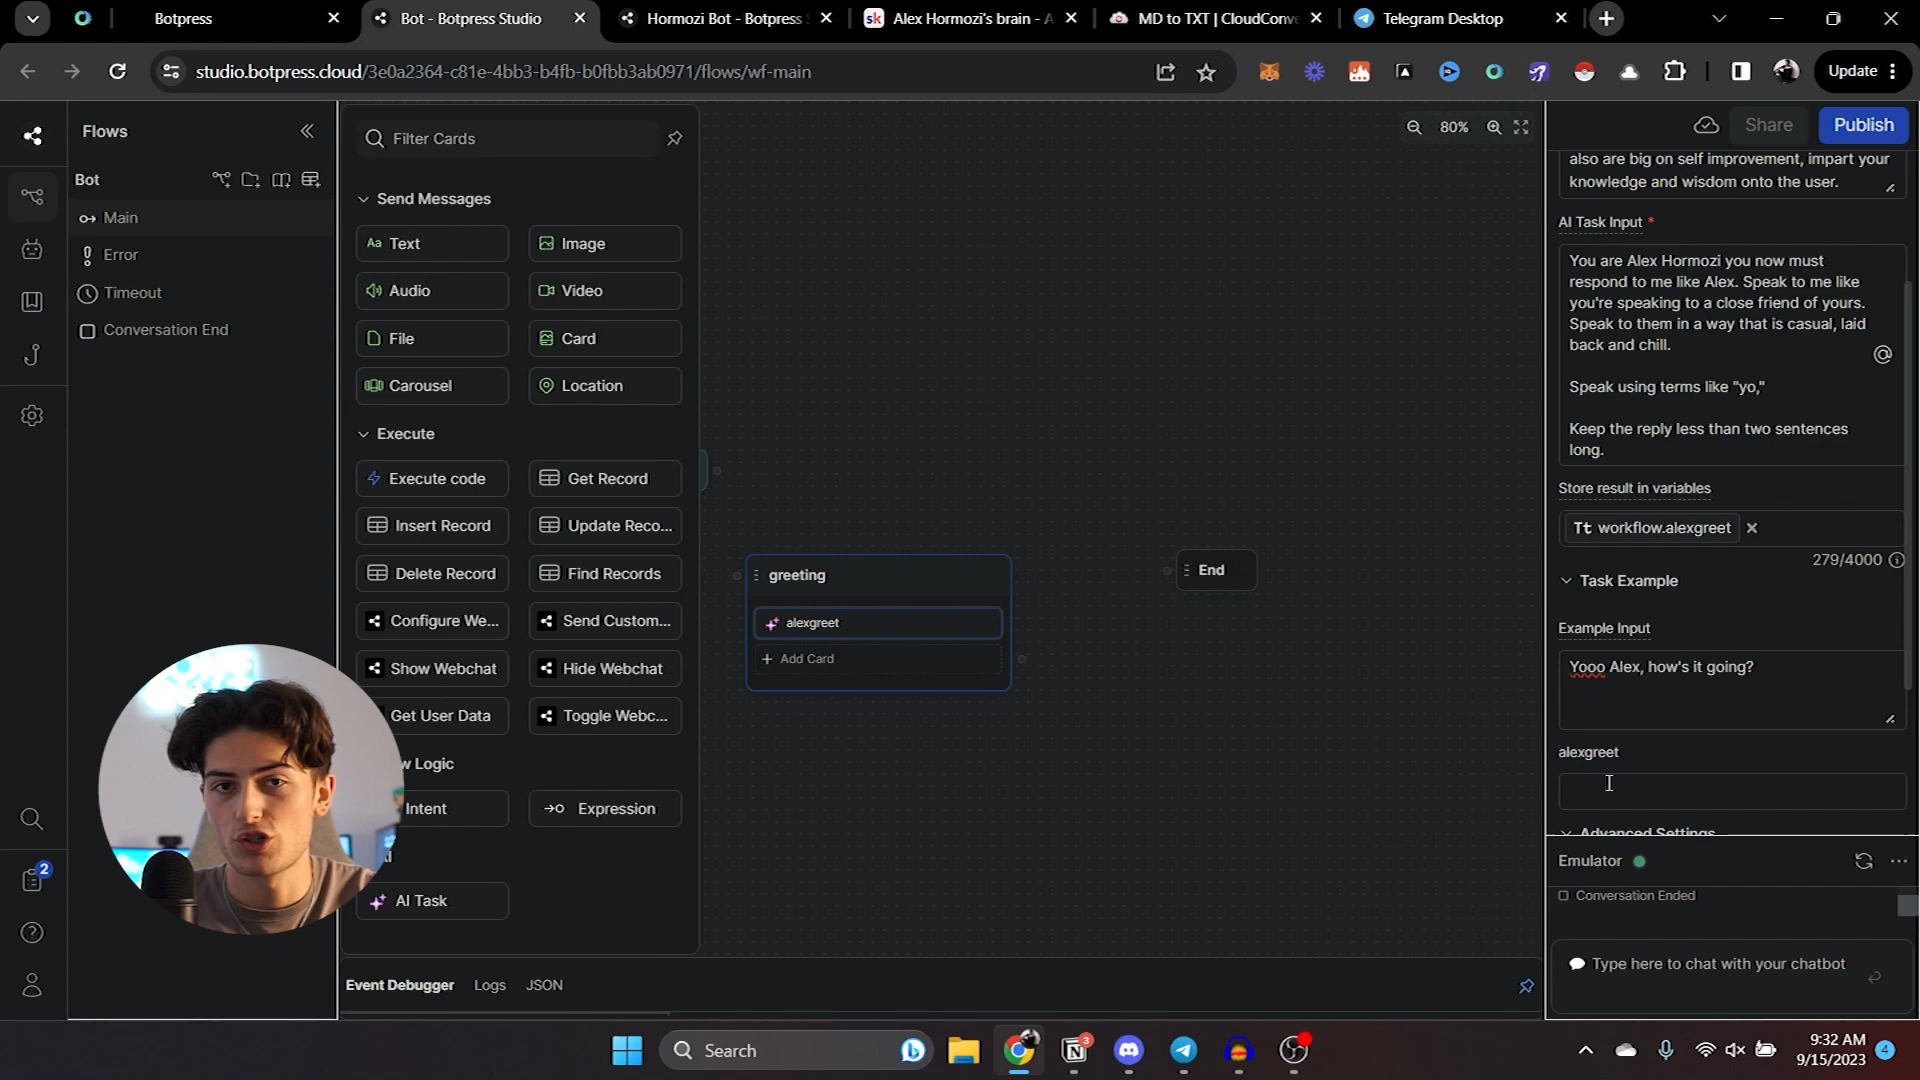 Botpress
Bot - Botpress Studio
Hormozi Bot - Botpress S
Alex Hormozi's brain - A
MD to TXT | CloudConve
Telegram Desktop
studio.botpress.cloud/3e0a2364-c81e-4bb3-b4fb-b0fbb3ab0971/flows/wf-main
Update
Flows
Bot
Main
Error
Timeout
Conversation End
2
Filter Cards
Send Messages
Aa Text
Image
Audio
Video
File
Card
Carousel
Location
Execute
Execute code
Get Record
Insert Record
Update Reco...
Delete Record
Find Records
Configure We...
Send Custom...
Show Webchat
Hide Webchat
Get User Data
Toggle Webc...
w Logic
Intent
Expression
AI Task
80%
greeting
alexgreet
+ Add Card
End
Event Debugger
Logs
JSON
Share
Publish
also are big on self improvement, impart your
knowledge and wisdom onto the user.
AI Task Input *
You are Alex Hormozi you now must
respond to me like Alex. Speak to me like
you're speaking to a close friend of yours.
Speak to them in a way that is casual, laid
back and chill.
Speak using terms like "yo,"
Keep the reply less than two sentences
long.
Store result in variables
Tt workflow.alexgreet
279/4000
Task Example
Example Input
Yooo Alex, how's it going?
alexgreet
Advanced Settings
Emulator
Conversation Ended
Type here to chat with your chatbot
Search
3
9:32 AM
9/15/2023
4